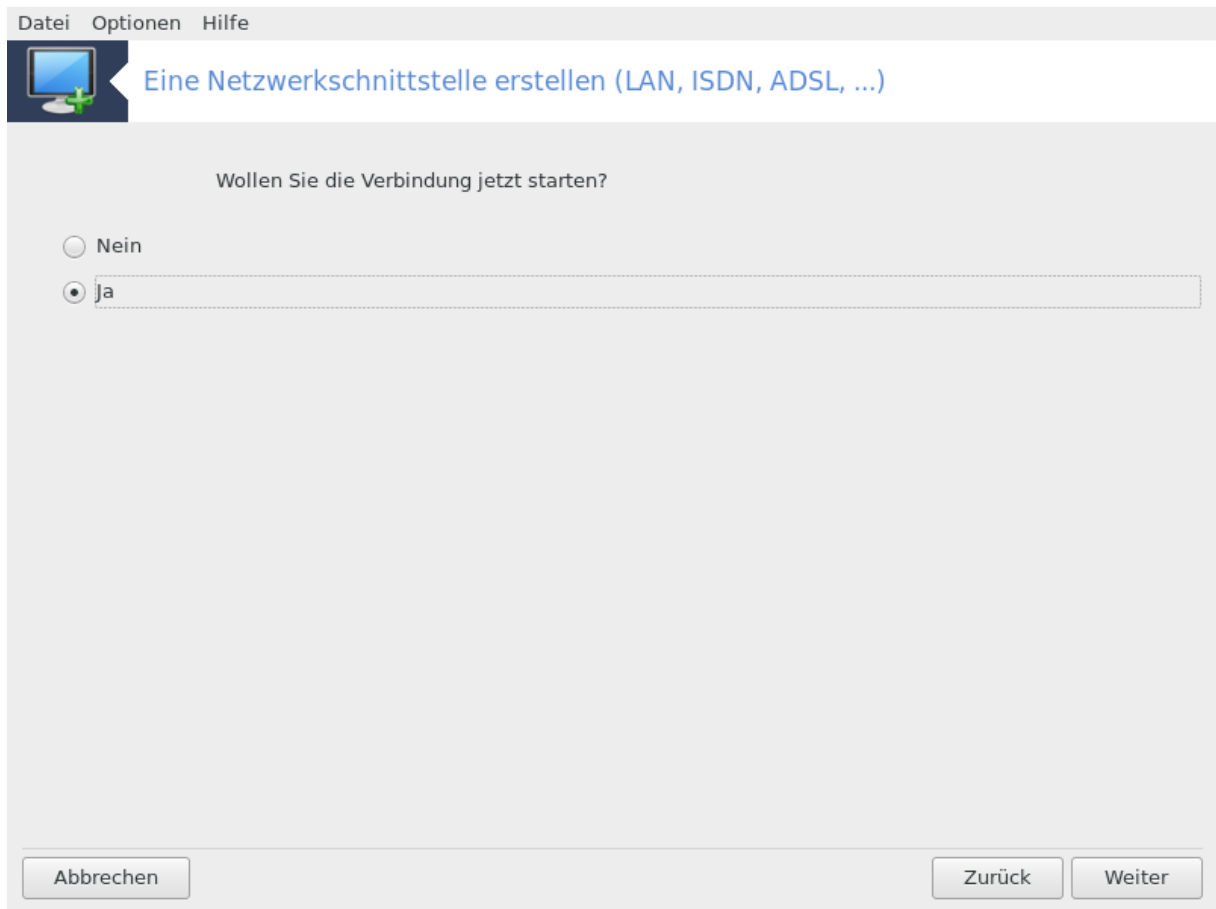 Datei Optionen Hilfe
Eine Netzwerkschnittstelle erstellen (LAN, ISDN, ADSL, ...)
Wollen Sie die Verbindung jetzt starten?
Nein
Ja
Abbrechen Zurück Weiter